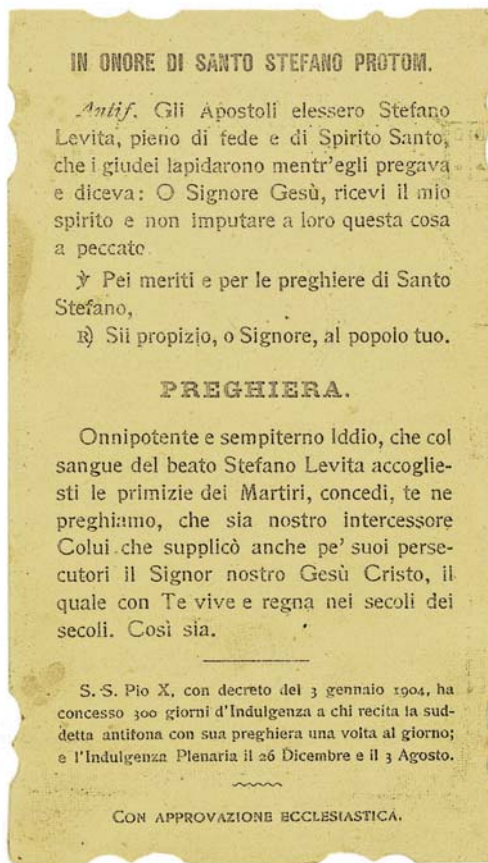 IN ONORE DI SANTO STEFANO PROTOM.
Antif. Gli Apostoli elessero Stefano
Levita, pieno di fede e di Spirito Santo,
che i giudei lapidarono mentr'egli pregava
e diceva: O Signore Gesù, ricevi il mio
spirito e non imputare a loro questa cosa
a peccato
℣ Pei meriti e per le preghiere di Santo
Stefano,
R) Sii propizio, o Signore, al popolo tuo.
PREGHIERA.
Onnipotente e sempiterno Iddio, che col
sangue del beato Stefano Levita accoglie-
sti le primizie dei Martiri, concedi, te ne
preghiamo, che sia nostro intercessore
Colui che supplicò anche pe' suoi perse-
cutori il Signor nostro Gesù Cristo, il
quale con Te vive e regna nei secoli dei
secoli. Così sia.
S. S. Pio X, con decreto del 3 gennaio 1904, ha
concesso 300 giorni d'Indulgenza a chi recita la sud-
detta antifona con sua preghiera una volta al giorno;
e l'Indulgenza Plenaria il 26 Dicembre e il 3 Agosto.
CON APPROVAZIONE ECCLESIASTICA.